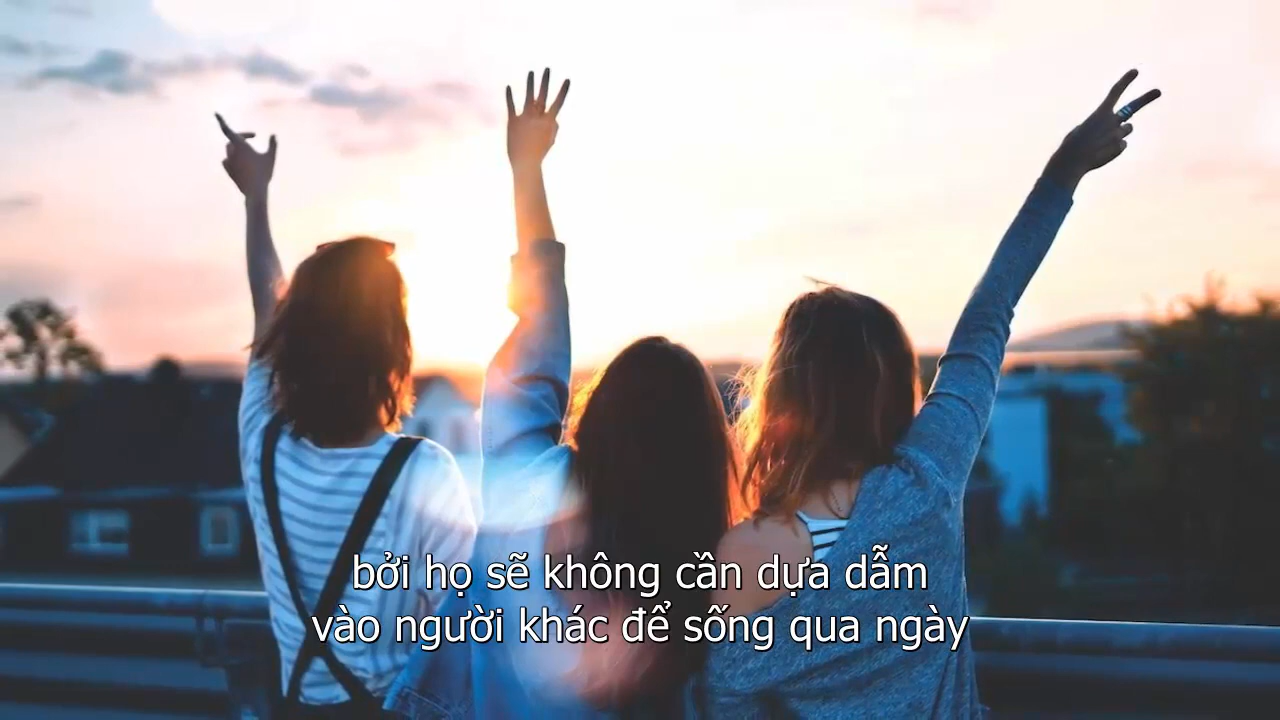 bởi họ sẽ không cần dựa dẫm
vào người khác để sống qua ngày